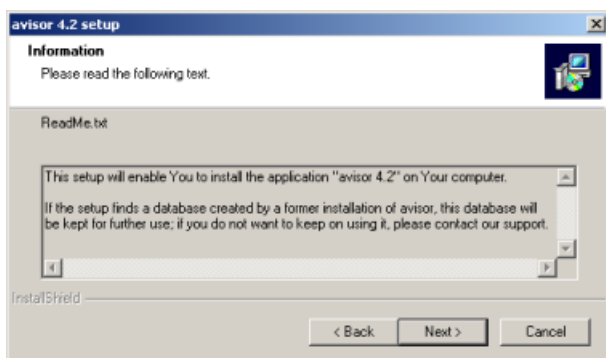 avisor 4.2 setup
Information
Please read the following text.
ReadMe.txt
This setup will enable You to install the application "avisor 4.2" on Your computer.
If the setup finds a database created by a former installation of avisor, this database will
be kept for further use; if you do not want to keep on using it, please contact our support.
InstallShield
< Back
Next >
Cancel